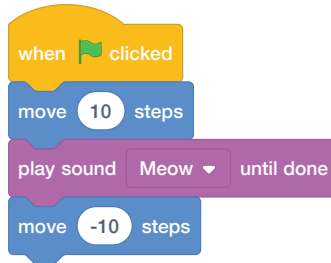 when clicked
move 10 steps
play sound Meow until done
move -10 steps